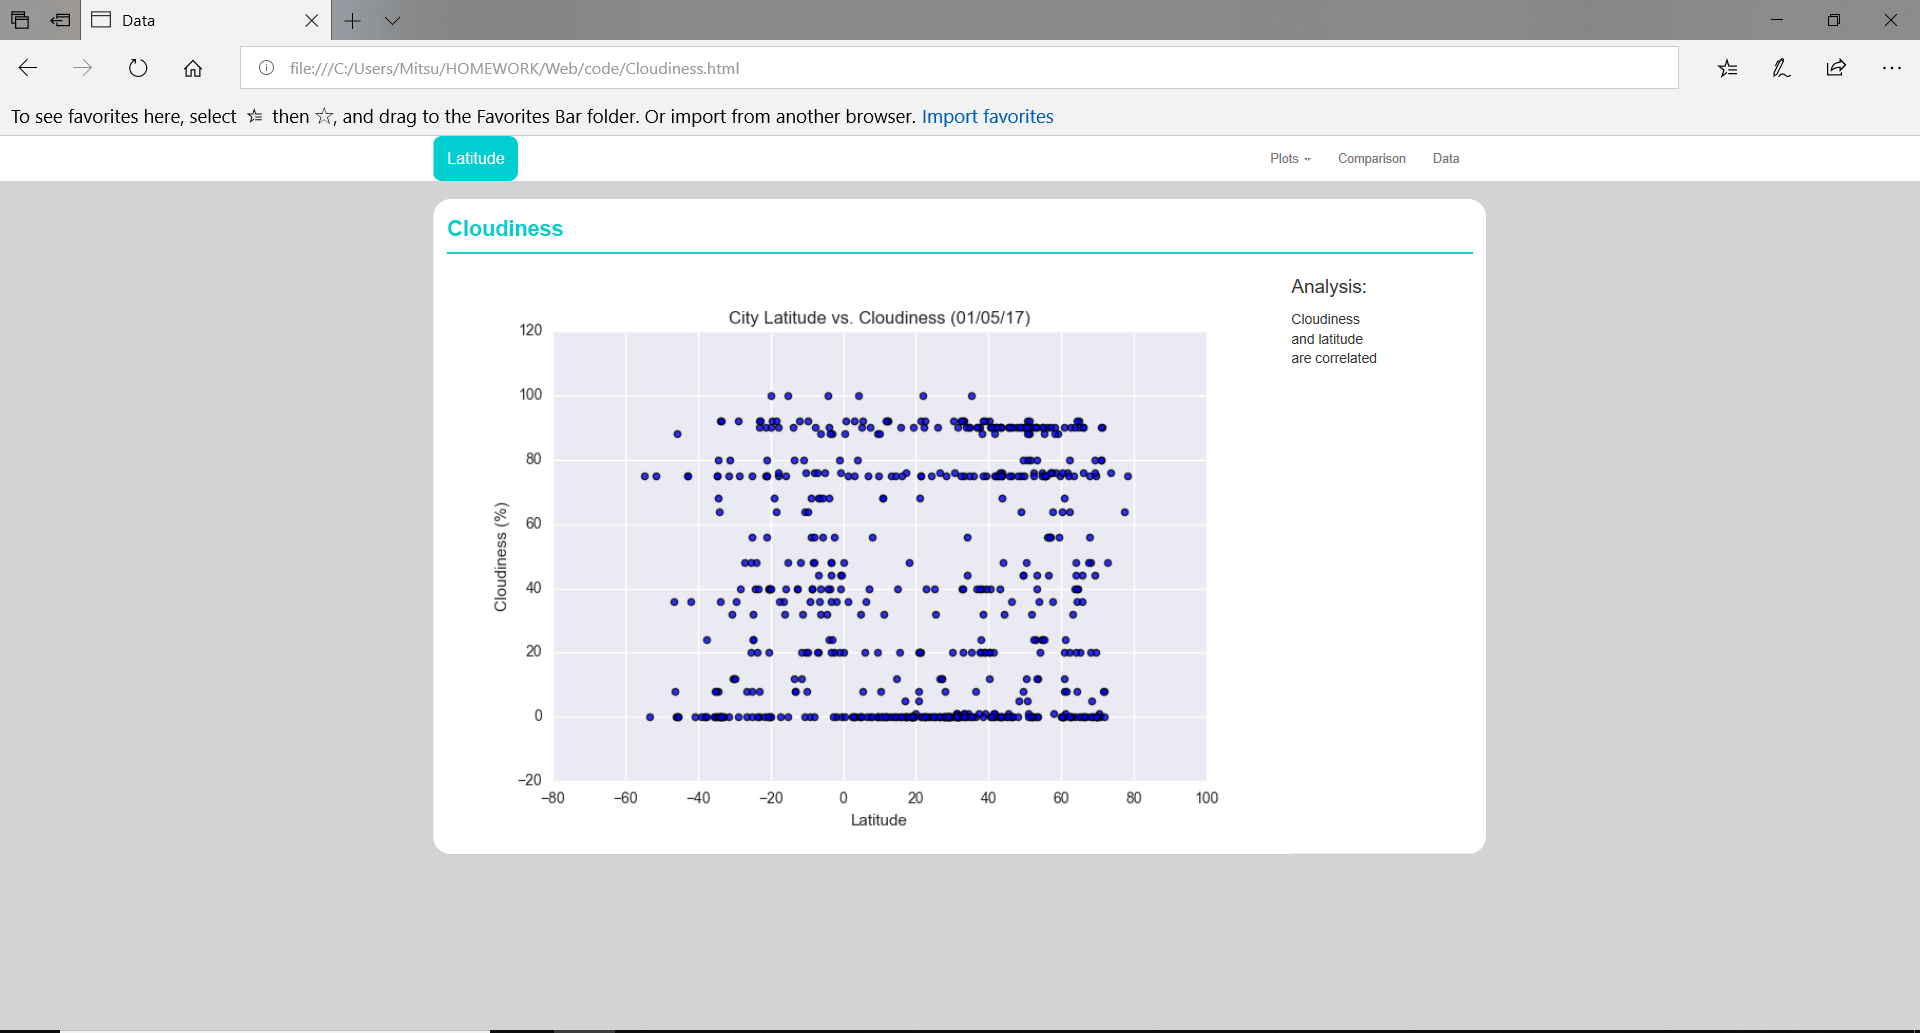 Data
file:///C:/Users/Mitsu/HOMEWORK/Web/code/Cloudiness.html
To see favorites here, select then , and drag to the Favorites Bar folder. Or import from another browser. Import favorites
Latitude
Plots Comparison Data
Cloudiness
Analysis:
Cloudiness
and latitude
are correlated
City Latitude vs. Cloudiness (01/05/17)
120
100
80
60
40
20
0
−20
Cloudiness (%)
−80 −60 −40 −20 0 20 40 60 80 100
Latitude